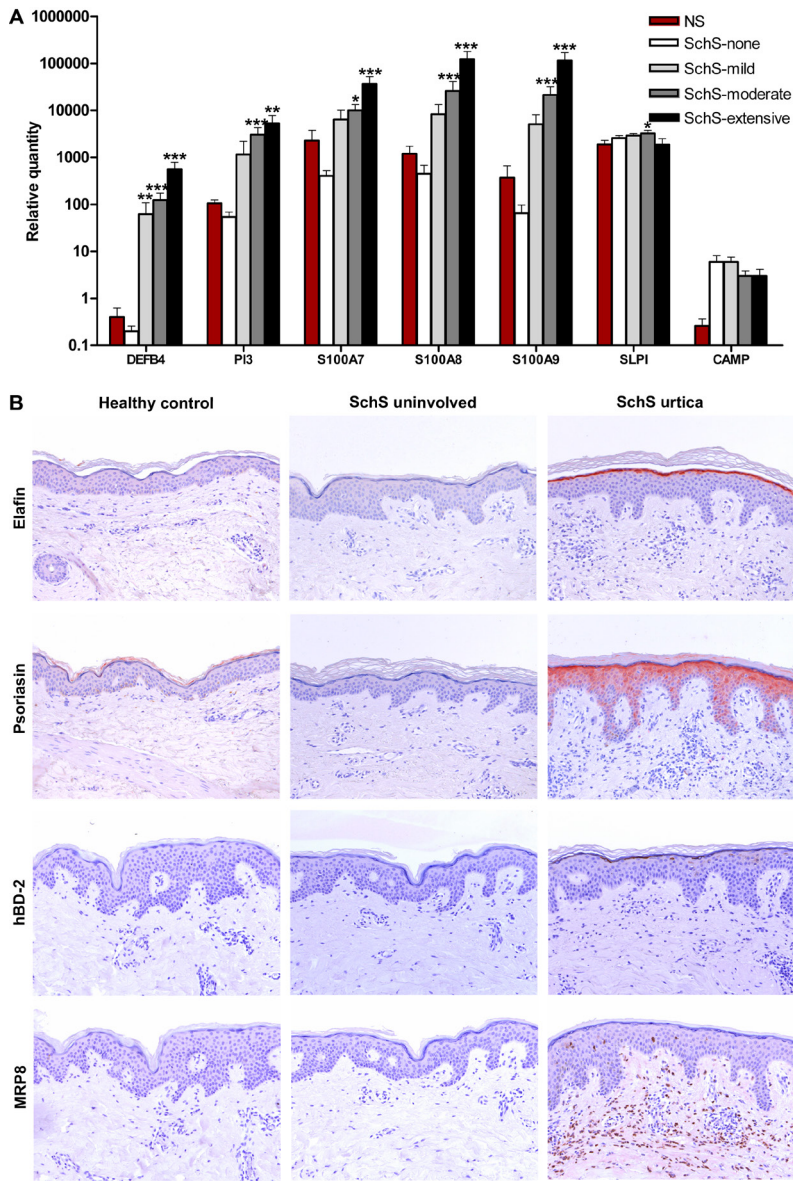 A
1000000
100000
10000
1000
100
10
1
0.1
Relative quantity
NS
SchS-none
SchS-mild
SchS-moderate
SchS-extensive
** *** ***
*** **
* ***
*** ***
*** ***
*
DEFB4 PI3 S100A7 S100A8 S100A9 SLPI CAMP
B
Healthy control SchS uninvolved SchS urtica
Elafin
Psoriasin
hBD-2
MRP8